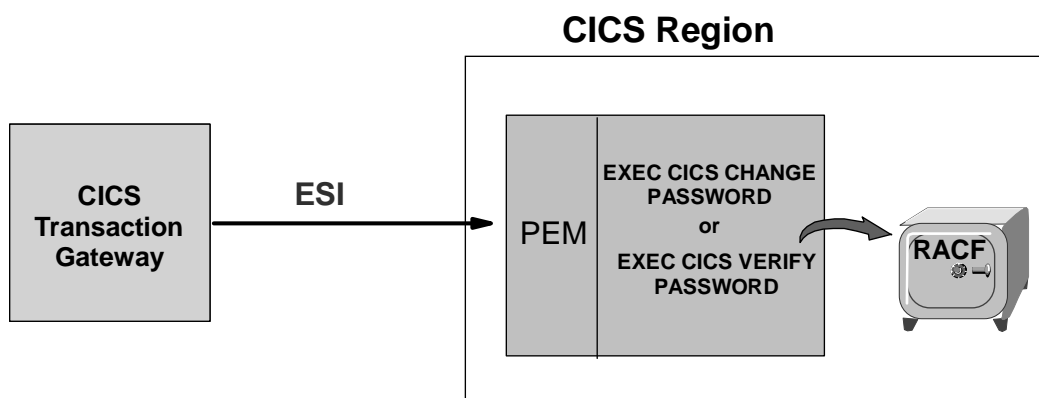 CICS Region
CICS
Transaction
Gateway
ESI
PEM
EXEC CICS CHANGE
PASSWORD
or
EXEC CICS VERIFY
PASSWORD
RACF